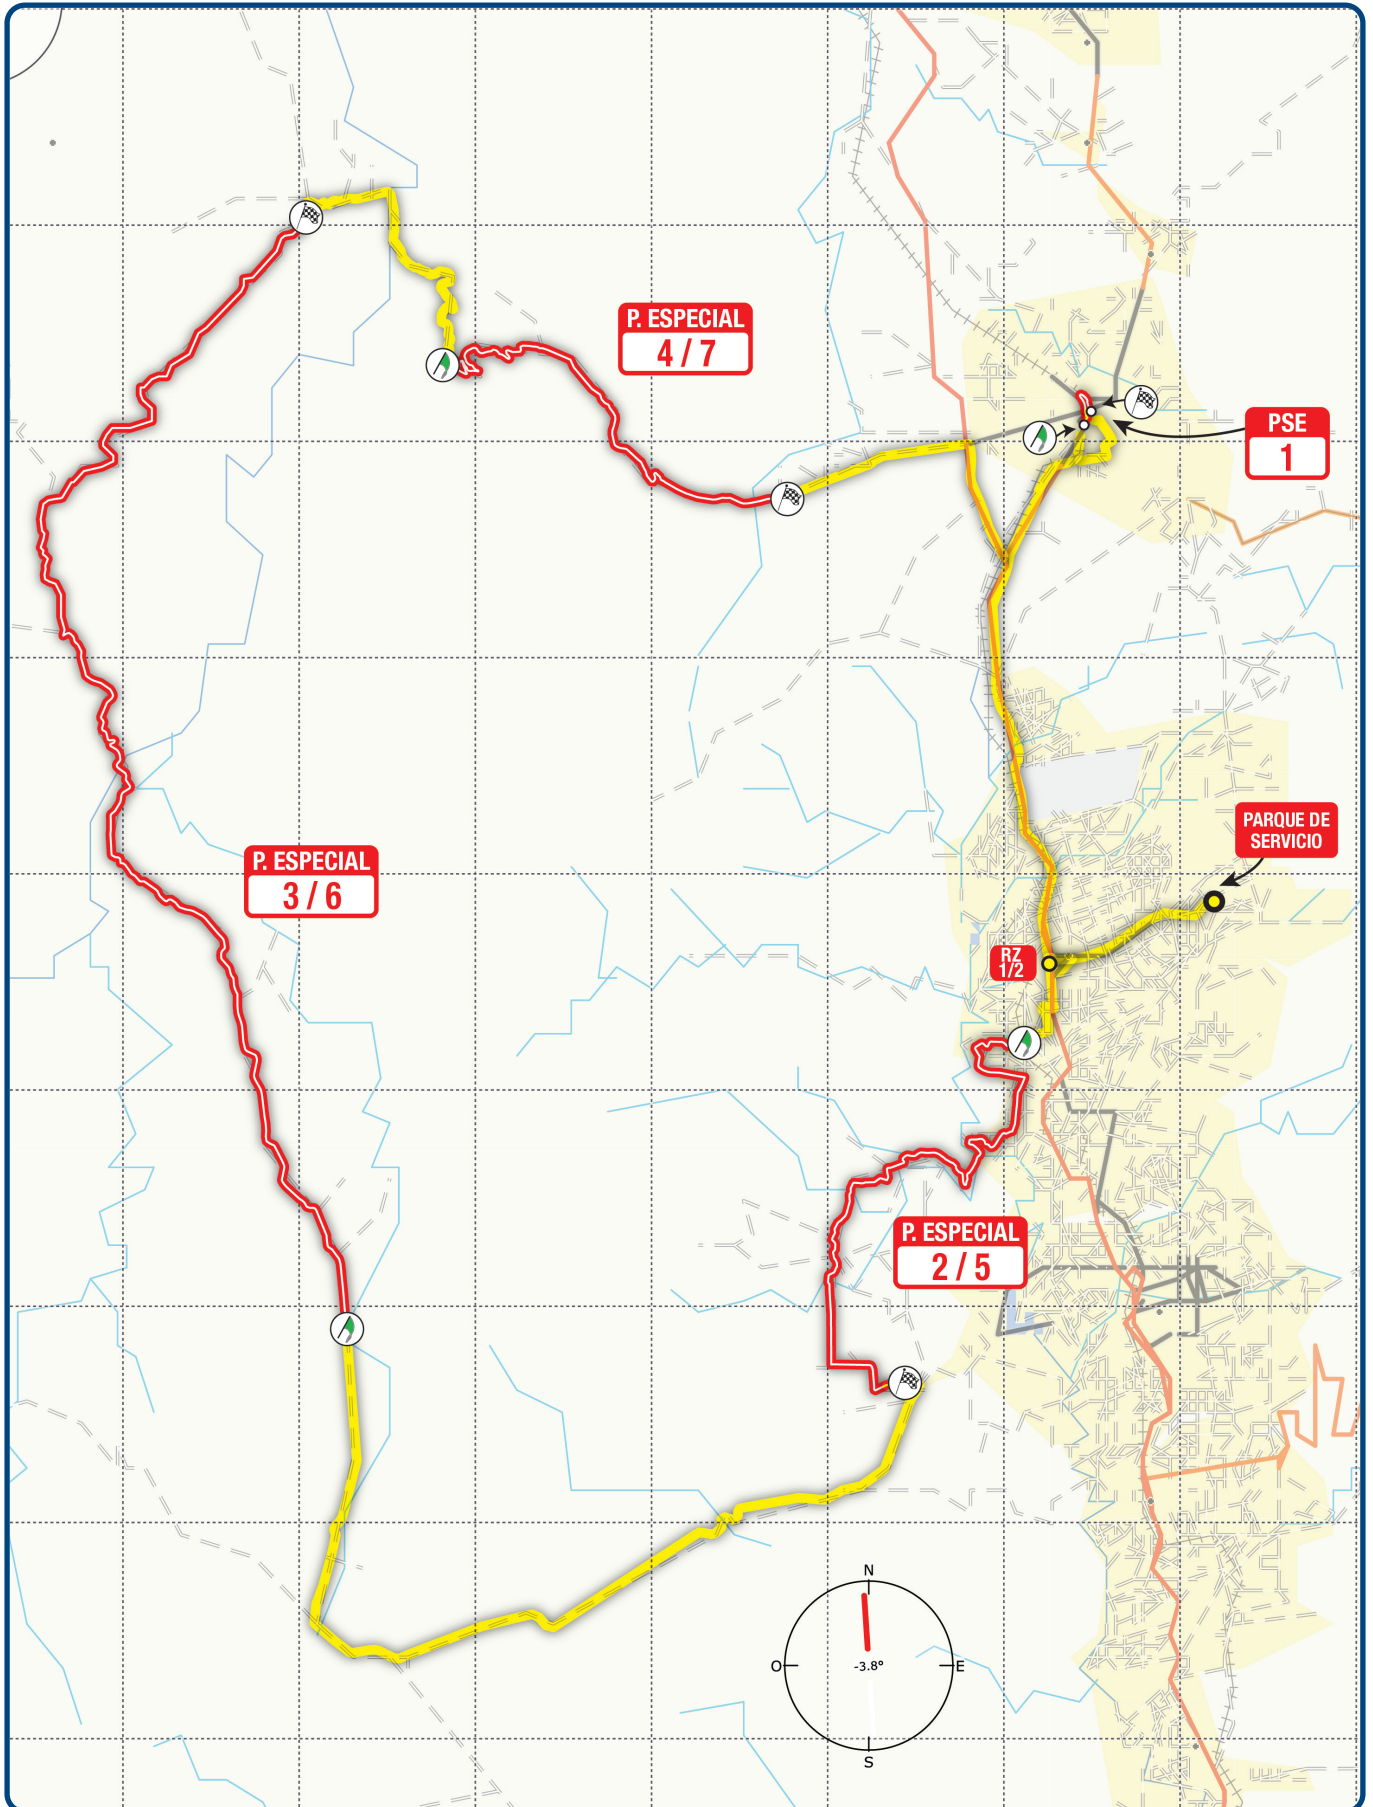 P. ESPECIAL
4 / 7
PSE
1
PARQUE DE
SERVICIO
P. ESPECIAL
3 / 6
RZ
1/2
P. ESPECIAL
2 / 5
N
O
-3.8°
E
S